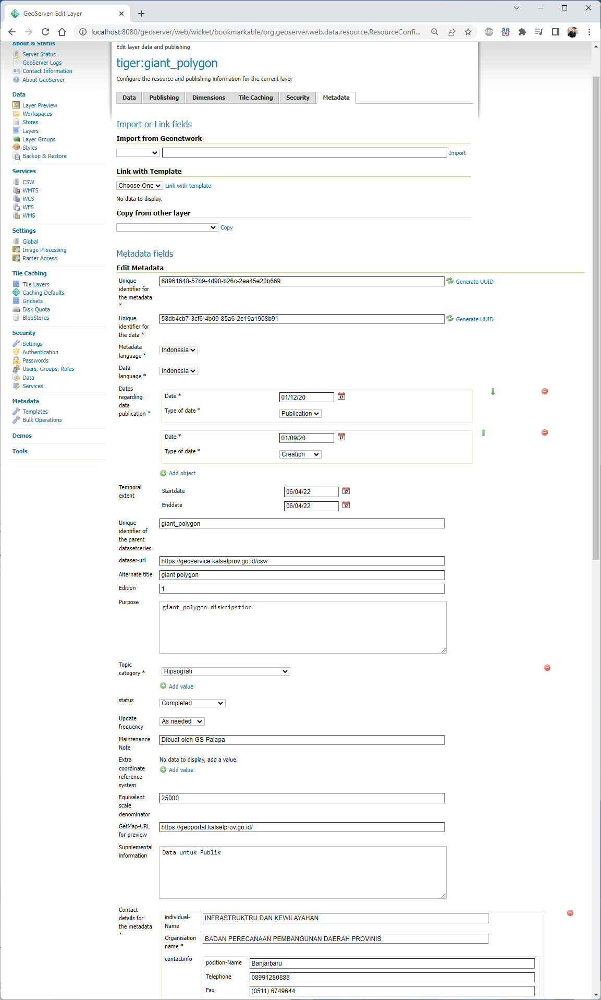 GeoServer: Edit Layer
localhost:8080/geoserver/web/wicket/bookmarkable/org.geoserver.web.data.resource.ResourceConfi...
ABP
About & Status
Server Status
GeoServer Logs
Contact Information
About GeoServer
Data
Layer Preview
Workspaces
Stores
Layers
Layer Groups
Styles
Backup & Restore
Services
CSW
WMTS
WCS
WFS
WMS
Settings
Global
Image Processing
Raster Access
Tile Caching
Tile Layers
Caching Defaults
Gridsets
Disk Quota
BlobStores
Security
Settings
Authentication
Passwords
Users, Groups, Roles
Data
Services
Metadata
Templates
Bulk Operations
Demos
Tools
Edit layer data and publishing
tiger:giant_polygon
Configure the resource and publishing information for the current layer
Data Publishing Dimensions Tile Caching Security Metadata
Import or Link fields
Import from Geonetwork
Import
Link with Template
Choose One Link with template
No data to display.
Copy from other layer
Copy
Metadata fields
Edit Metadata
Unique
identifier for
the metadata
*
68961648-57b9-4d90-b26c-2ea45e20b669 Generate UUID
Unique
identifier for
the data *
58db4cb7-3cf6-4b09-85a6-2e19a1908b91 Generate UUID
Metadata
language *
Indonesia
Data
language *
Indonesia
Dates
regarding
data
publication *
Date * 01/12/20 17
Type of date * Publication
Date * 01/09/20 17
Type of date * Creation
Add object
Temporal
extent
Startdate 06/04/22 17
Enddate 06/04/22 17
Unique
identifier of
the parent
datasetseries
giant_polygon
dataser-url https://geoservice.kalselprov.go.id/csw
Alternate title giant polygon
Edition 1
Purpose giant_polygon diskripstion
Topic
category *
Hipsografi
Add value
status Completed
Update
frequency
As needed
Maintenance
Note
Dibuat oleh GS Palapa
Extra
coordinate
reference
system
No data to display, add a value.
Add value
Equivalent
scale
denominator
25000
GetMap-URL
for preview
https://geoportal.kalselprov.go.id/
Supplemental
information
Data untuk Publik
Contact
details for
the metadata
*
individual-
Name
INFRASTRUKTRU DAN KEWILAYAHAN
Organisation
name *
BADAN PERECANAAN PEMBANGUNAN DAERAH PROVINIS
contactinfo
position-Name Banjarbaru
Telephone 08991280888
Fax (0511) 6749644